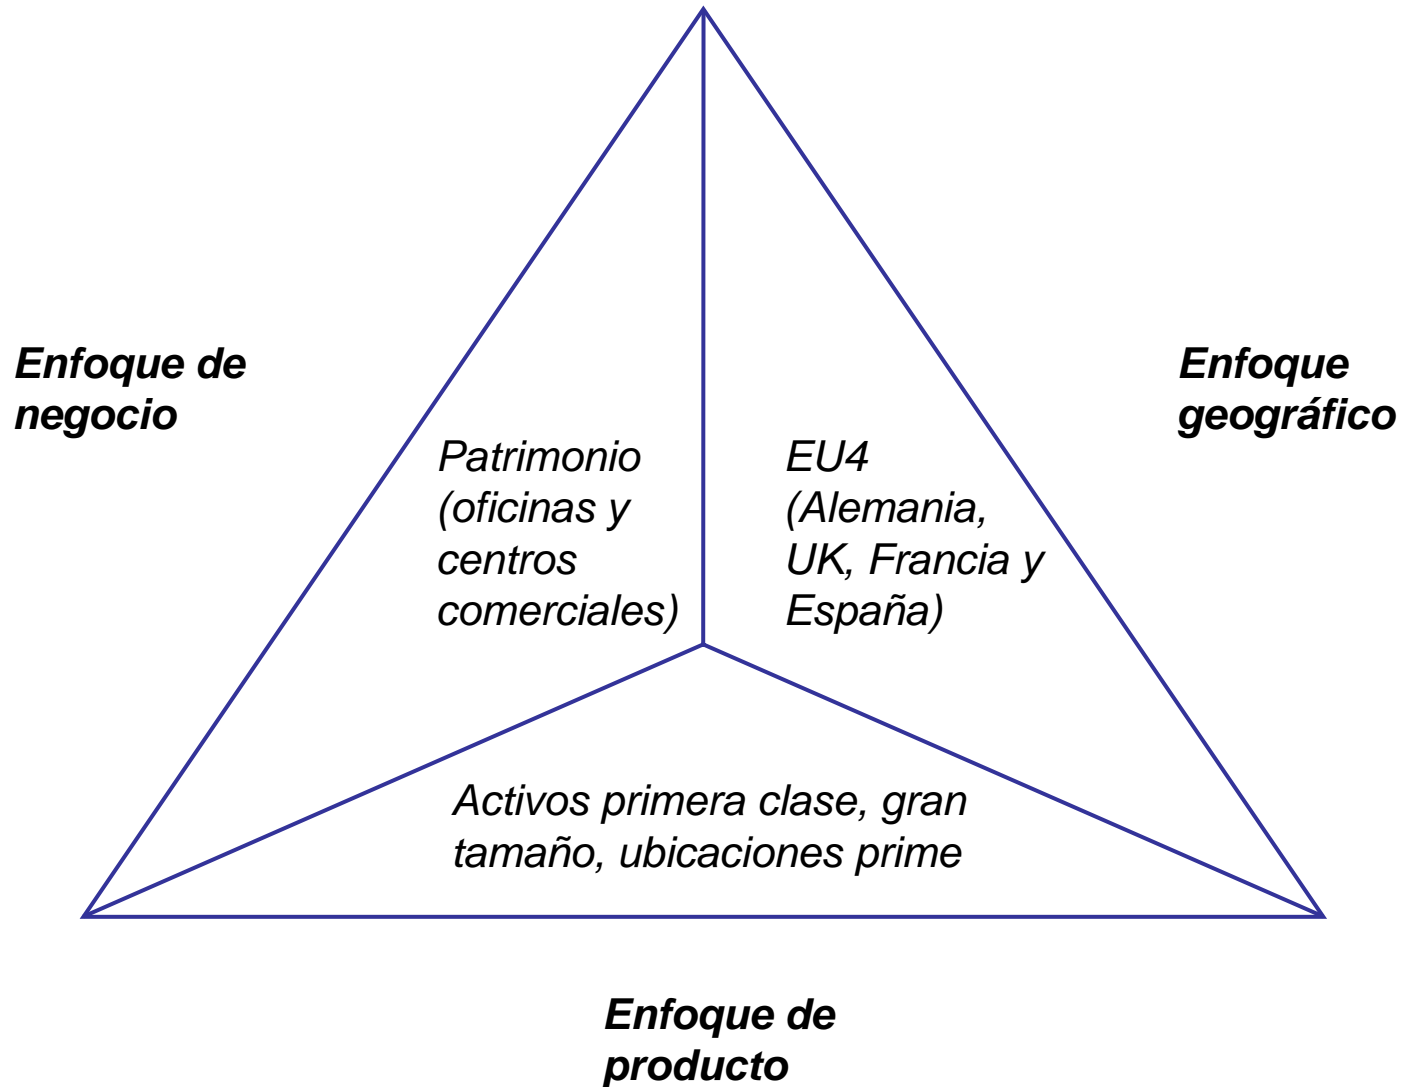 Enfoque de
negocio
Enfoque
geográfico
Patrimonio
(oficinas y
centros
comerciales)
EU4
(Alemania,
UK, Francia y
España)
Activos primera clase, gran
tamaño, ubicaciones prime
Enfoque de
producto